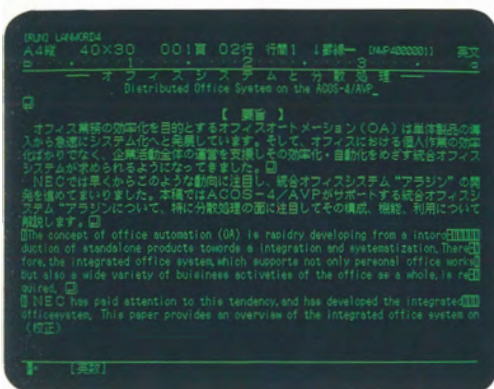 [RUN] LANWORD4
A4縦 40×30 001頁 02行 行間1 ↓罫線一 [NWP4000001] 英文
1 2 3
オフィスシステムと分散処理
Distributed Office System on the ACOS-4/AVP_
【 要旨 】
オフィス業務の効率化を目的とするオフィスオートメーション(OA)は単体製品の導
入から急速にシステム化へと発展しています。そして、オフィスにおける個人作業の効率
化ばかりでなく、企業活動全体の運営を支援しその効率化・自動化をめざす統合オフィス
システムが求められるようになってきました。
NECでは早くからこのような動向に注目し、統合オフィスシステム“アラジン”の開
発を進めてまいりました。本稿ではACOS-4/AVPがサポートする統合オフィスシ
ステム“アラジン”について、特に分散処理の面に注目してその構成、機能、利用について
解説します。
The concept of office automation (OA) is rapidry developing from a intoro
duction of standalone products towards a integration and systematization. There
fore, the integrated office system, which supports not only personal office works
but also a wide variety of buisiness activeties of the office as a whole, is re
quired.
NEC has paid attention to this tendency, and has developed the integrated
officesystem. This paper provides an overview of the integrated office system on
(校正)
[英数]